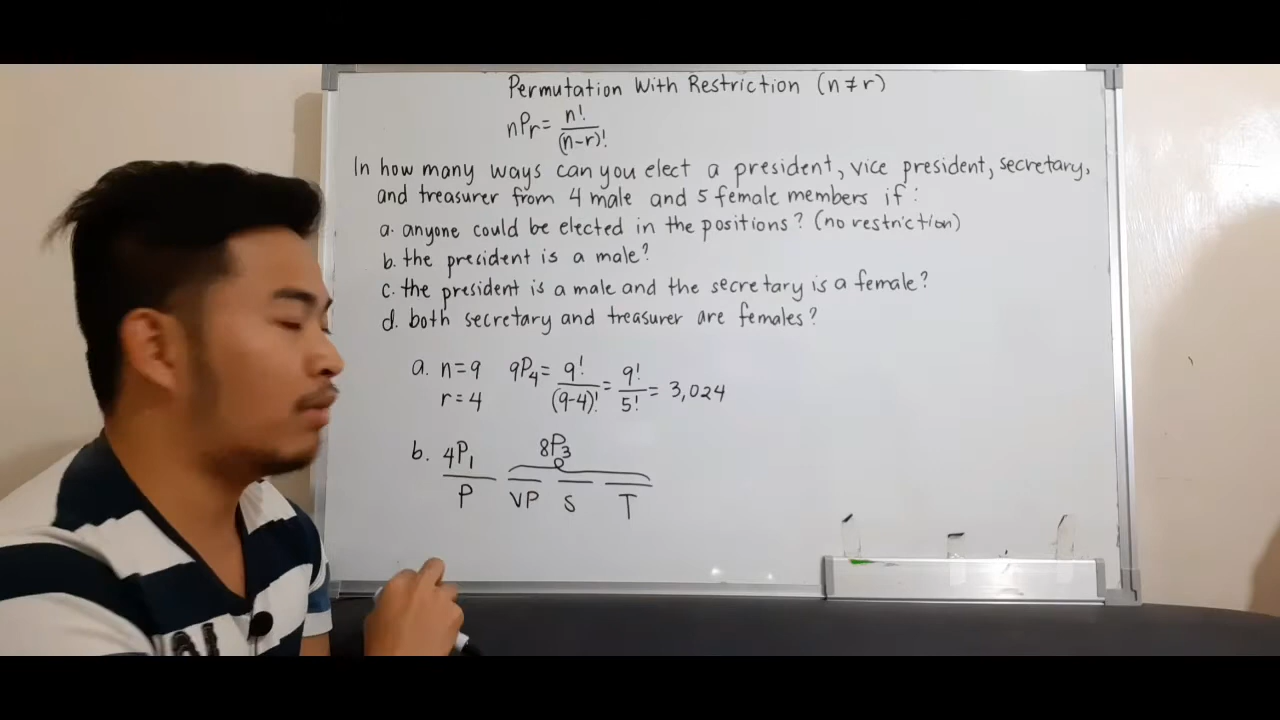 Permutation With Restriction (n≠r)
nPr = n!/(n-r)!
In how many ways can you elect a president, vice president, secretary,
and treasurer from 4 male and 5 female members if :
a. anyone could be elected in the positions? (no restriction)
b. the president is a male?
c. the president is a male and the secretary is a female?
d. both secretary and treasurer are females?
a. n=9 9P4 = 9!/(9-4)! = 9!/5! = 3,024
r=4
b. 4P1 8P3
P VP S T